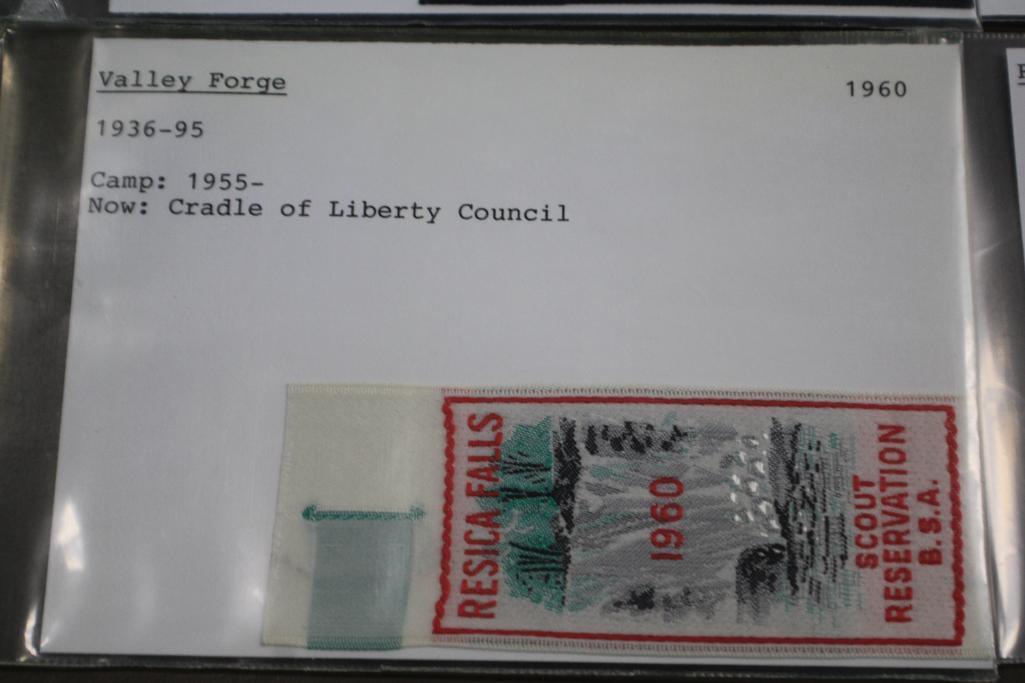 Valley Forge
1960
1936-95
Camp: 1955-
Now: Cradle of Liberty Council
RESICA FALLS
1960
SCOUT
RESERVATION
B.S.A.